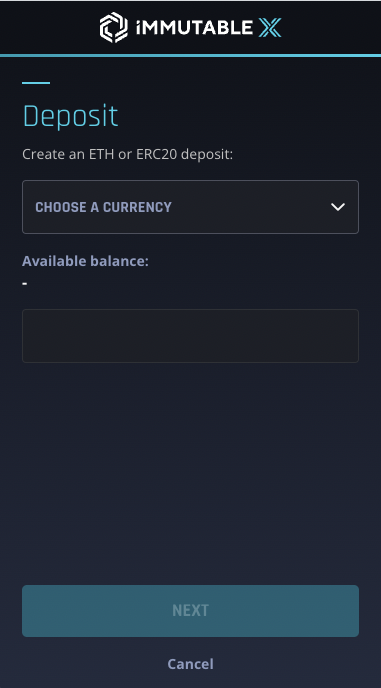 iMMUTABLE X
Deposit
Create an ETH or ERC20 deposit:
CHOOSE A CURRENCY
Available balance:
-
NEXT
Cancel